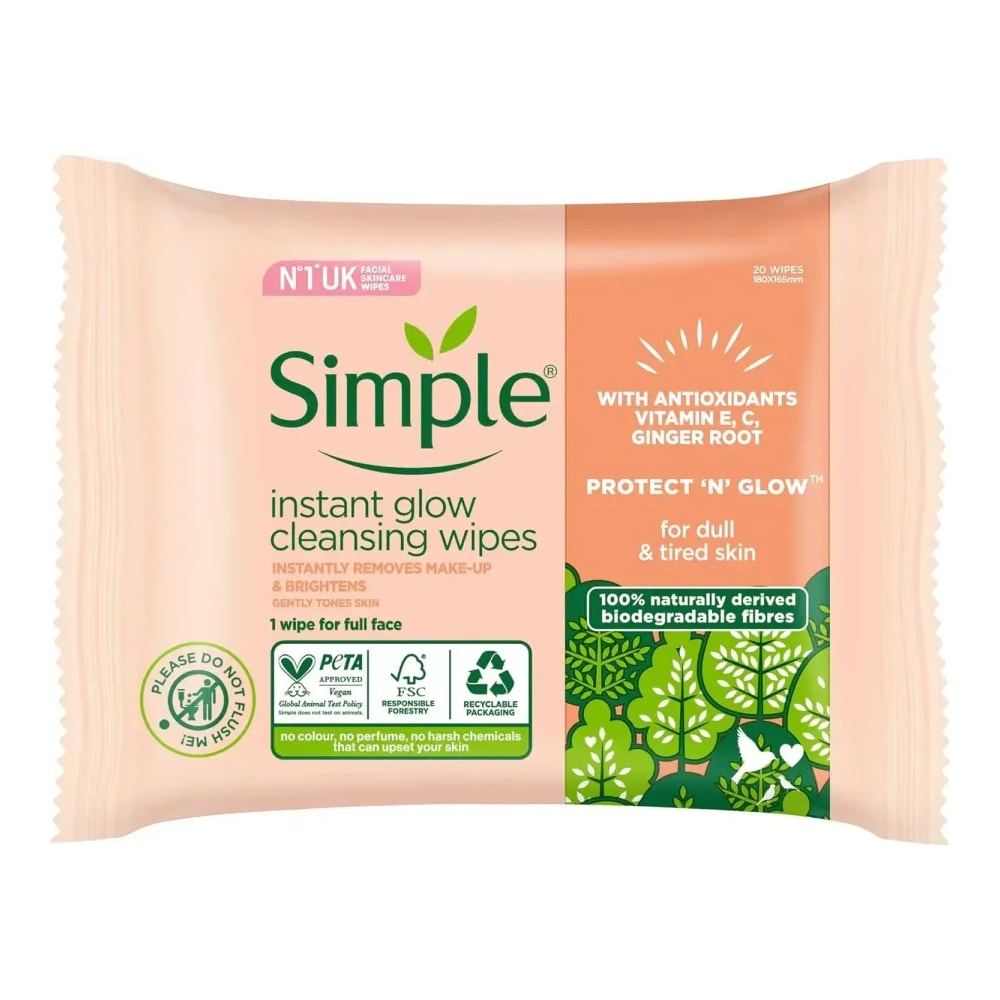 N°1* UK FACIAL
SKINCARE
WIPES
Simple®
instant glow
cleansing wipes
INSTANTLY REMOVES MAKE-UP
& BRIGHTENS
GENTLY TONES SKIN
1 wipe for full face
PLEASE DO NOT FLUSH ME!
PeTA
APPROVED
Vegan
Global Animal Test Policy
Simple does not test on animals.
FSC®
RESPONSIBLE
FORESTRY
RECYCLABLE
PACKAGING
no colour, no perfume, no harsh chemicals
that can upset your skin
20 WIPES
180X165mm
WITH ANTIOXIDANTS
VITAMIN E, C,
GINGER ROOT
PROTECT ‘N’ GLOW™
for dull
& tired skin
100% naturally derived
biodegradable fibres